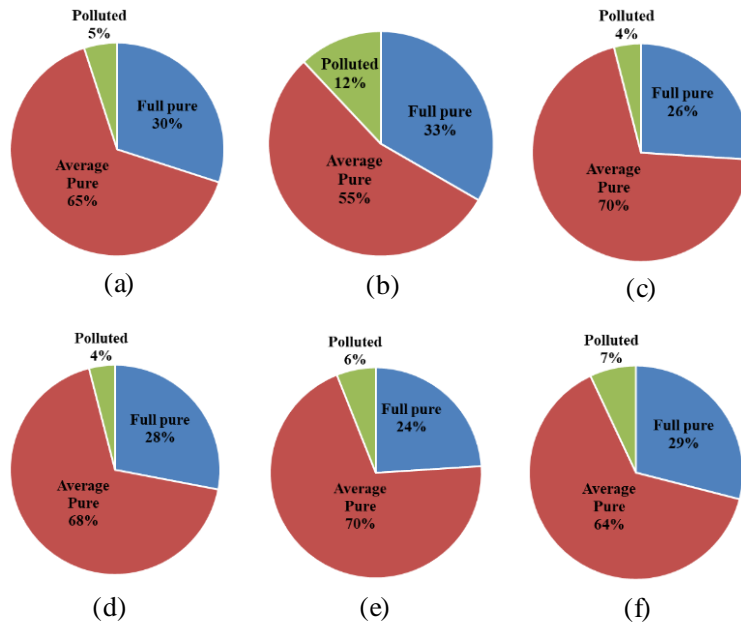 Polluted
5%
Full pure
30%
Average
Pure
65%
(a)
Polluted
12%
Full pure
33%
Average
Pure
55%
(b)
Polluted
4%
Full pure
26%
Average
Pure
70%
(c)
Polluted
4%
Full pure
28%
Average
Pure
68%
(d)
Polluted
6%
Full pure
24%
Average
Pure
70%
(e)
Polluted
7%
Full pure
29%
Average
Pure
64%
(f)